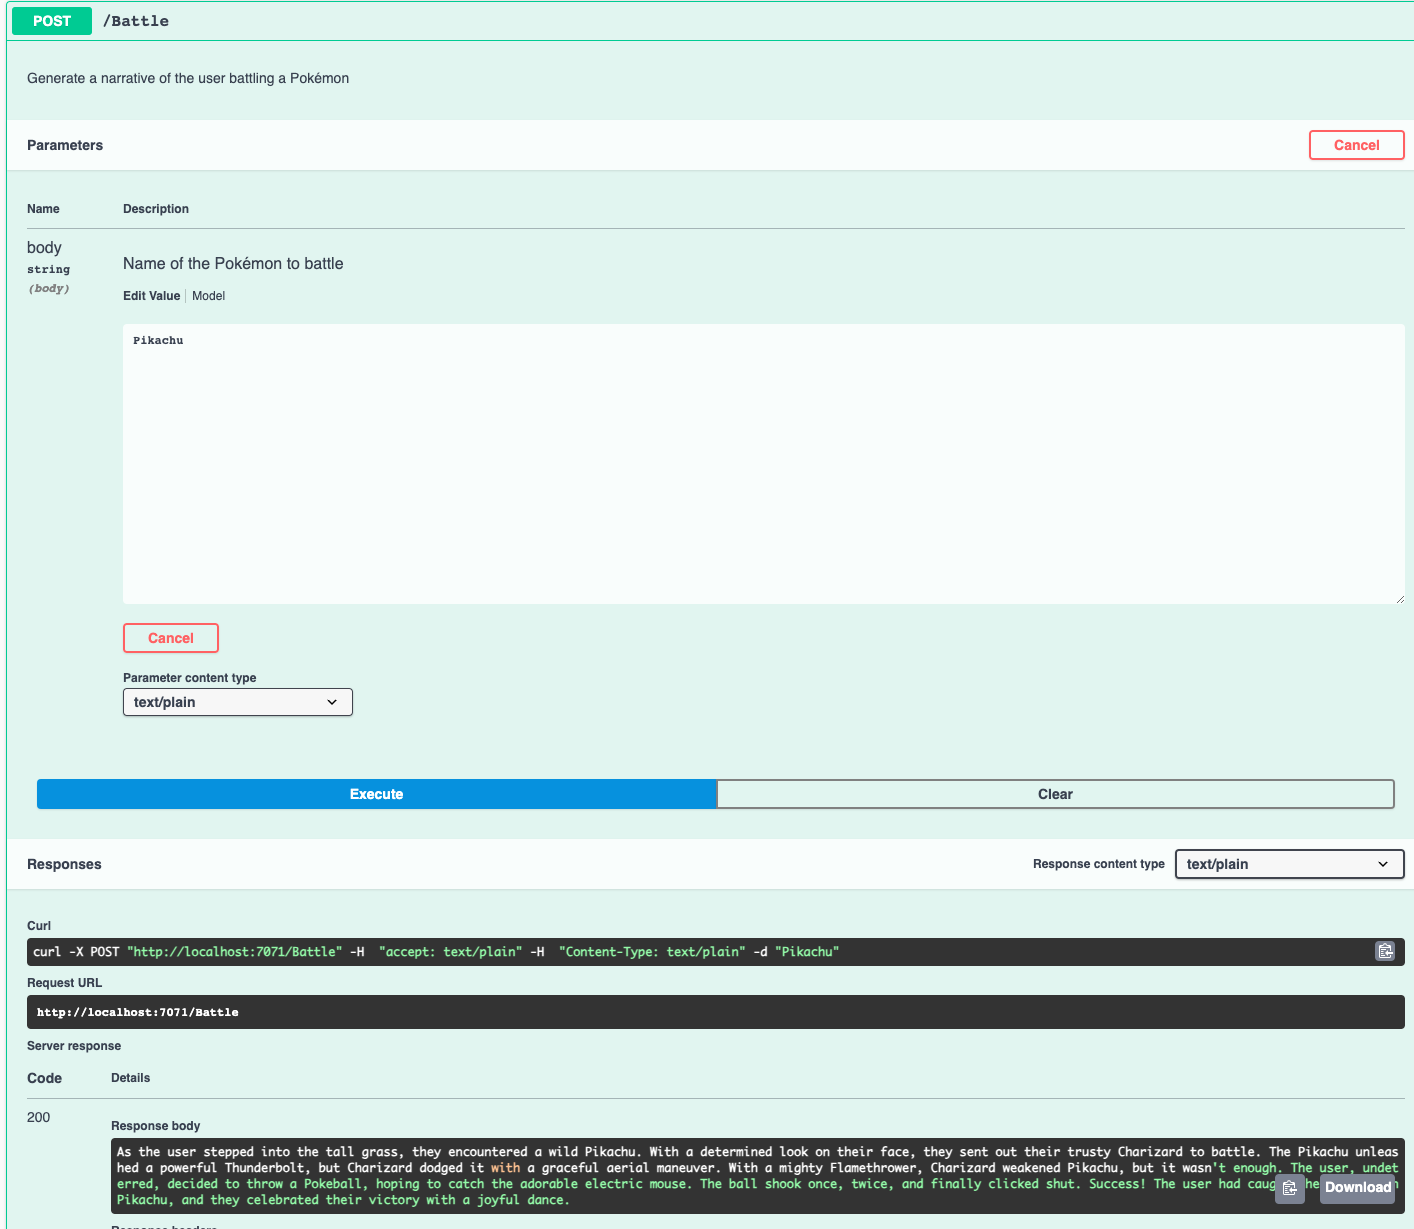 POST /Battle
Generate a narrative of the user battling a Pokémon
Parameters
Cancel
Name Description
body
string
(body)
Name of the Pokémon to battle
Edit Value Model
Pikachu
Cancel
Parameter content type
text/plain
Execute Clear
Responses
Response content type text/plain
Curl
curl -X POST "http://localhost:7071/Battle" -H  "accept: text/plain" -H  "Content-Type: text/plain" -d "Pikachu"
Request URL
http://localhost:7071/Battle
Server response
Code Details
200
Response body
As the user stepped into the tall grass, they encountered a wild Pikachu. With a determined look on their face, they sent out their trusty Charizard to battle. The Pikachu unleas
hed a powerful Thunderbolt, but Charizard dodged it with a graceful aerial maneuver. With a mighty Flamethrower, Charizard weakened Pikachu, but it wasn't enough. The user, undet
erred, decided to throw a Pokeball, hoping to catch the adorable electric mouse. The ball shook once, twice, and finally clicked shut. Success! The user had
Pikachu, and they celebrated their victory with a joyful dance.
Download